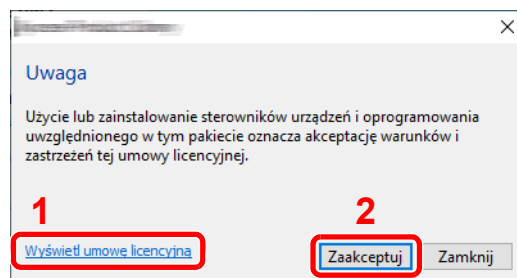 Uwaga
Użycie lub zainstalowanie sterowników urządzeń i oprogramowania
uwzględnionego w tym pakiecie oznacza akceptację warunków i
zastrzeżeń tej umowy licencyjnej.
1
2
Wyświetl umowę licencyjną
Zaakceptuj
Zamknij